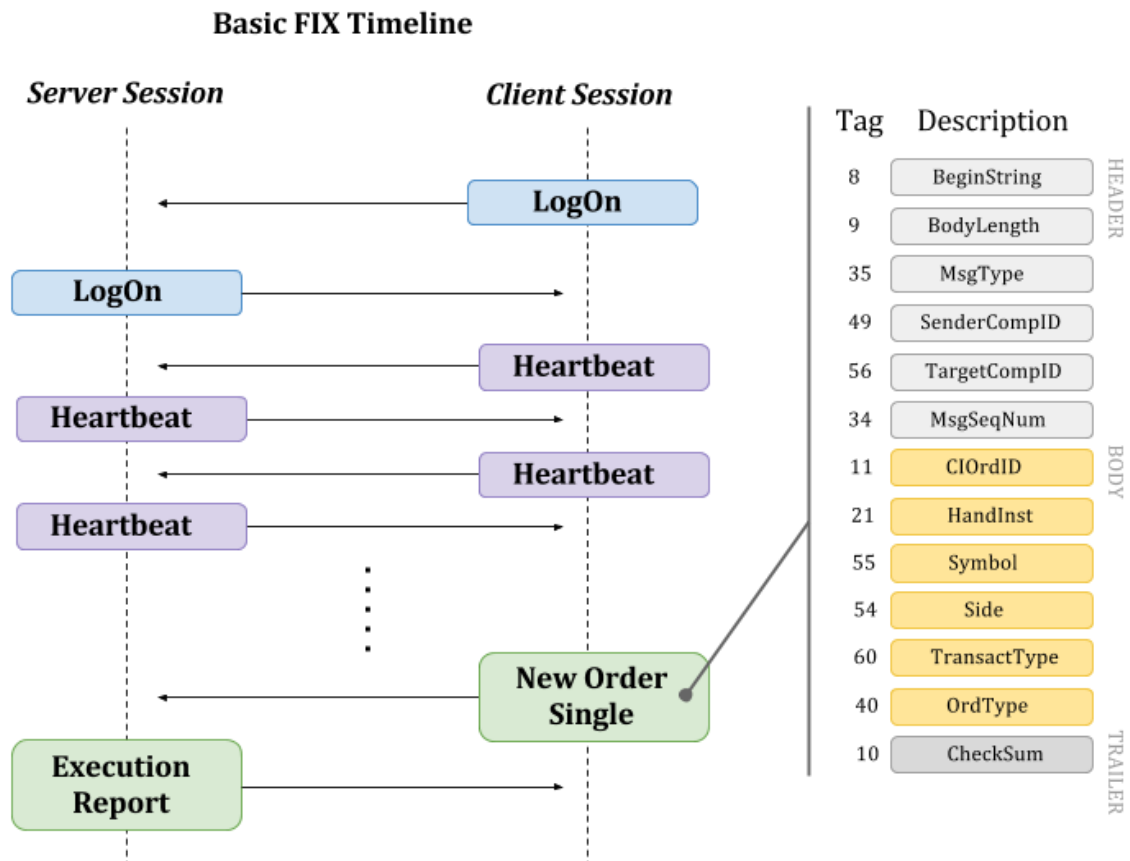 Basic FIX Timeline
Server Session
Client Session
LogOn
LogOn
Heartbeat
Heartbeat
Heartbeat
Heartbeat
New Order
Single
Execution
Report
Tag Description
8 BeginString
9 BodyLength
35 MsgType
49 SenderCompID
56 TargetCompID
34 MsgSeqNum
11 CIOrdID
21 HandInst
55 Symbol
54 Side
60 TransactType
40 OrdType
10 CheckSum
HEADER
BODY
TRAILER